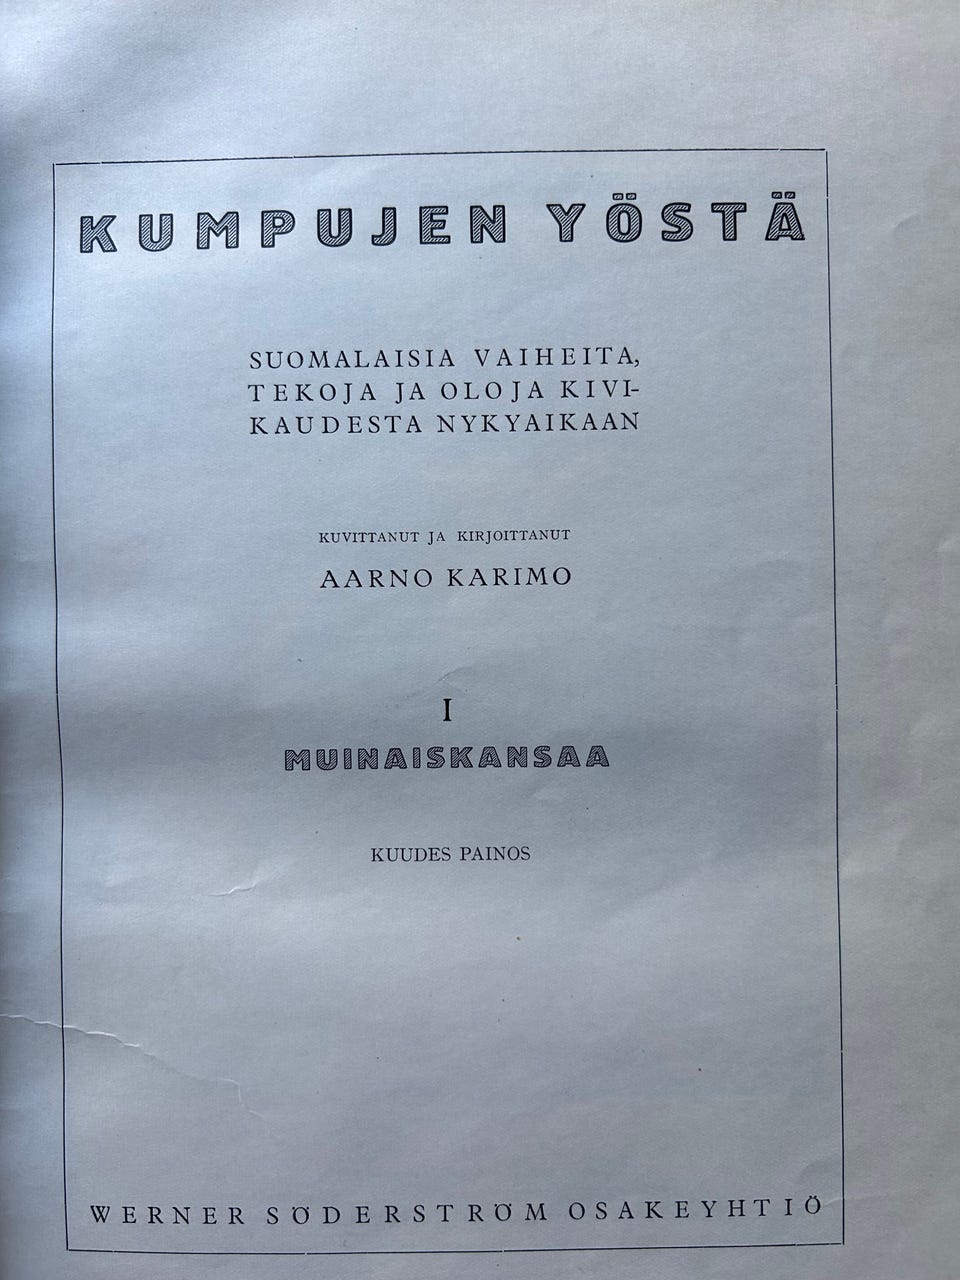 KUMPUJEN YÖSTÄ
SUOMALAISIA VAIHEITA,
TEKOJA JA OLOJA KIVI-
KAUDESTA NYKYAIKAAN
KUVITTANUT JA KIRJOITTANUT
AARNO KARIMO
I
MUINAISKANSAA
KUUDES PAINOS
WERNER SÖDERSTRÖM OSAKEYHTIÖ